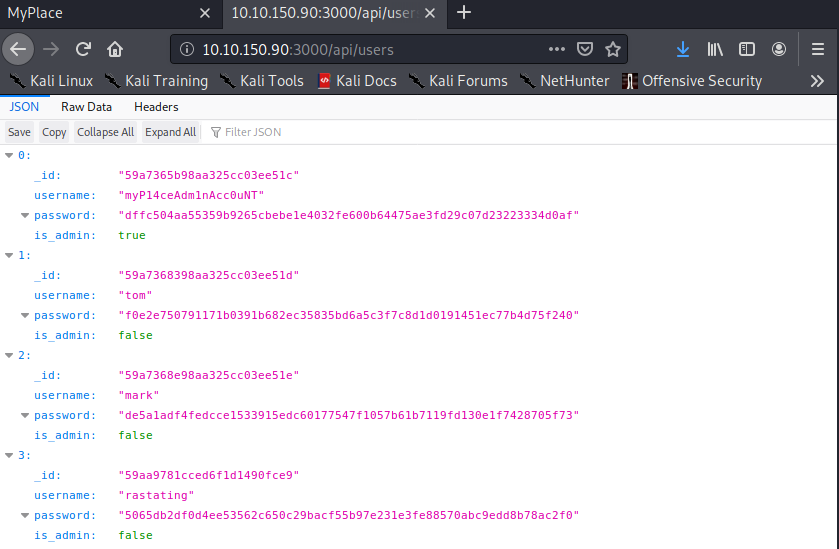 MyPlace
10.10.150.90:3000/api/user
10.10.150.90:3000/api/users
Kali Linux Kali Training Kali Tools Kali Docs Kali Forums NetHunter Offensive Security
JSON Raw Data Headers
Save Copy Collapse All Expand All Filter JSON
0:
_id: "59a7365b98aa325cc03ee51c"
username: "myP14ceAdm1nAcc0uNT"
password: "dffc504aa55359b9265cbebe1e4032fe600b64475ae3fd29c07d23223334d0af"
is_admin: true
1:
_id: "59a7368398aa325cc03ee51d"
username: "tom"
password: "f0e2e750791171b0391b682ec35835bd6a5c3f7c8d1d0191451ec77b4d75f240"
is_admin: false
2:
_id: "59a7368e98aa325cc03ee51e"
username: "mark"
password: "de5a1adf4fedcce1533915edc60177547f1057b61b7119fd130e1f7428705f73"
is_admin: false
3:
_id: "59aa9781cced6f1d1490fce9"
username: "rastating"
password: "5065db2df0d4ee53562c650c29bacf55b97e231e3fe88570abc9edd8b78ac2f0"
is_admin: false